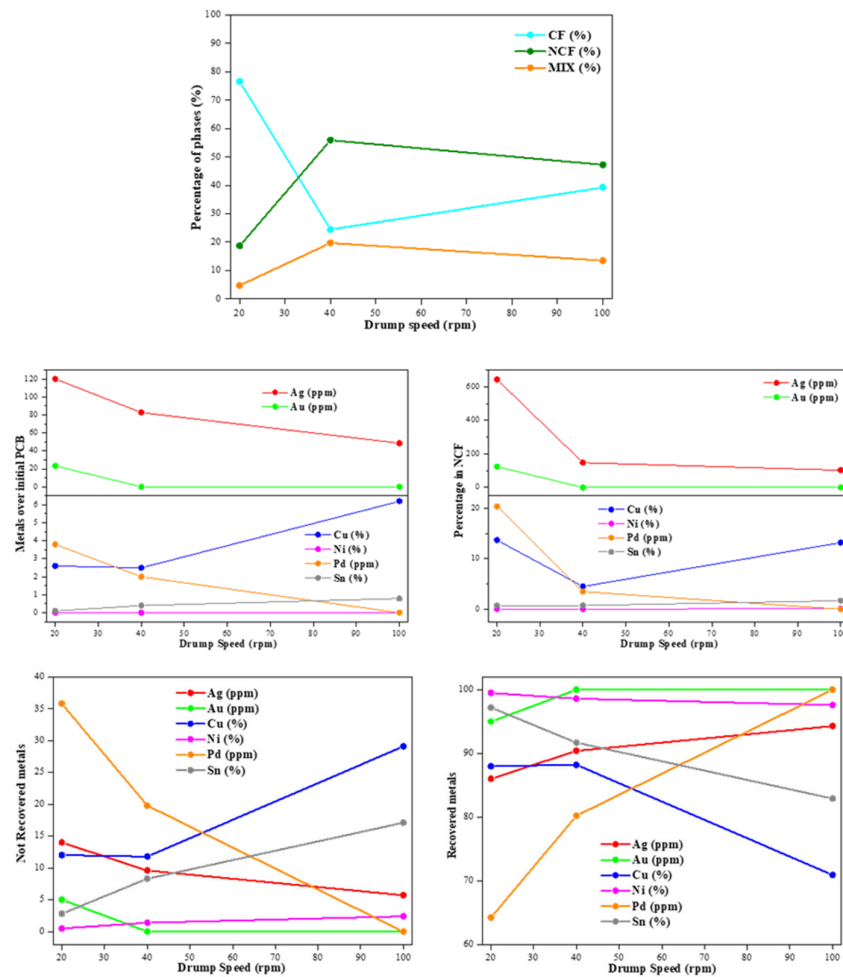 100
90
80
70
60
50
40
30
20
10
0
Percentage of phases (%)
CF (%)
NCF (%)
MIX (%)
20 30 40 50 60 70 80 90 100
Drump speed (rpm)
120
100
80
60
40
20
0
6
5
4
3
2
1
0
Metals over initial PCB
Ag (ppm)
Au (ppm)
Cu (%)
Ni (%)
Pd (ppm)
Sn (%)
20 30 40 50 60 70 80 90 100
Drump Speed (rpm)
600
400
200
0
20
10
0
Percentage in NCF
Ag (ppm)
Au (ppm)
Cu (%)
Ni (%)
Pd (ppm)
Sn (%)
20 30 40 50 60 70 80 90 100
Drump Speed (rpm)
40
35
30
25
20
15
10
5
0
Not Recovered metals
Ag (ppm)
Au (ppm)
Cu (%)
Ni (%)
Pd (ppm)
Sn (%)
20 30 40 50 60 70 80 90 100
Drump Speed (rpm)
100
90
80
70
60
Recovered metals
Ag (ppm)
Au (ppm)
Cu (%)
Ni (%)
Pd (ppm)
Sn (%)
20 30 40 50 60 70 80 90 100
Drump Speed (rpm)